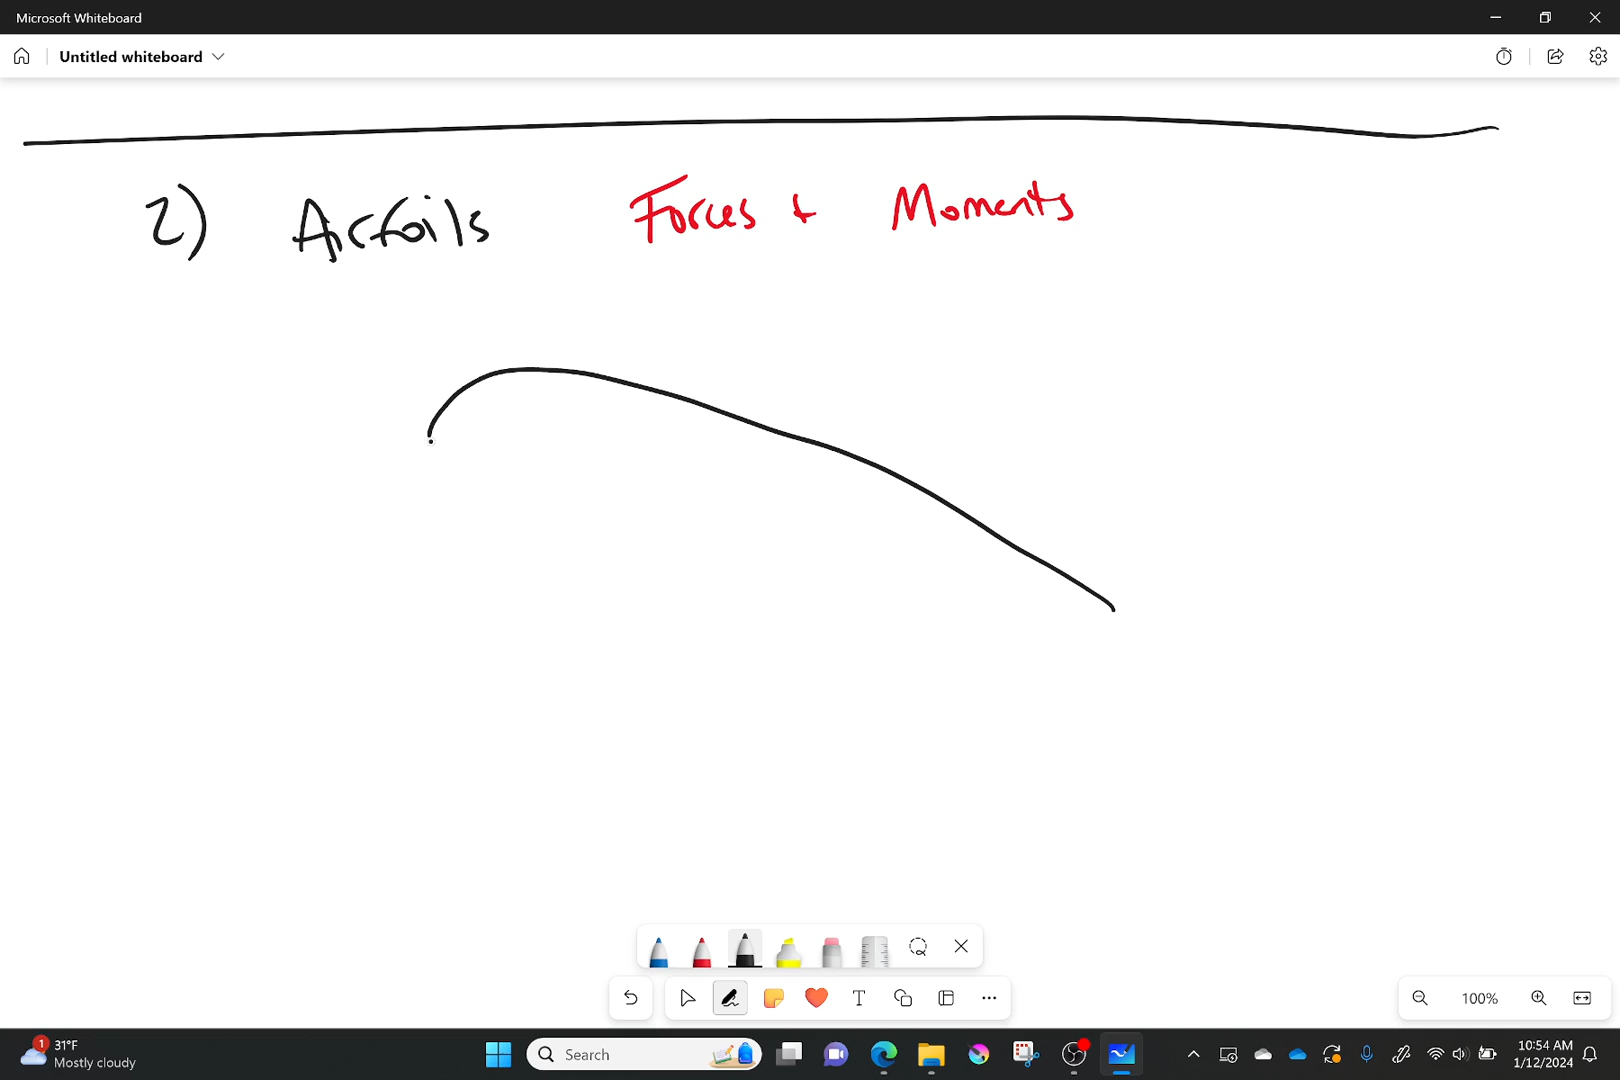 Microsoft Whiteboard
Untitled whiteboard
2) Airfoils Forces + Moments
T
100%
1
31°F
Mostly cloudy
Search
10:54 AM
1/12/2024